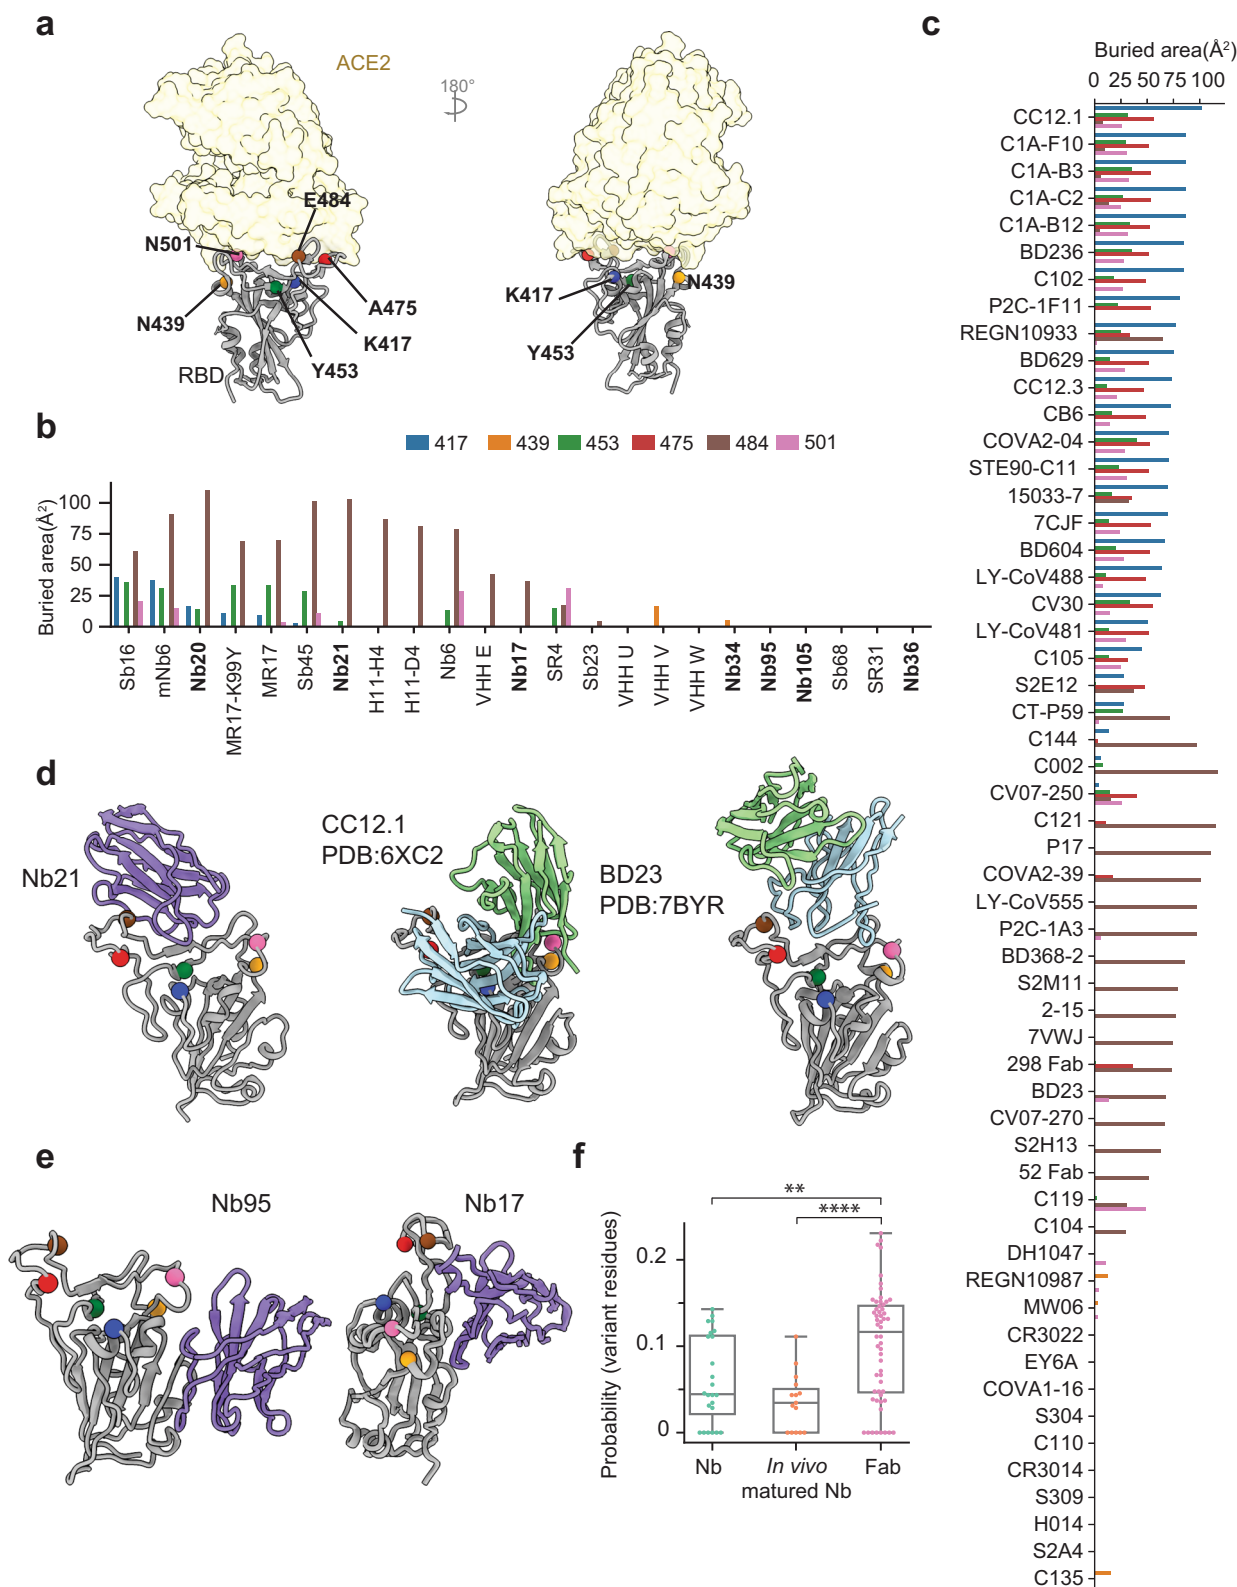 a
ACE2
180°
E484
N501
N439
A475
K417
Y453
RBD
K417
N439
Y453
b
417 439 453 475 484 501
Buried area(Å²)
100
75
50
25
0
Sb16
mNb6
Nb20
MR17-K99Y
MR17
Sb45
Nb21
H11-H4
H11-D4
Nb6
VHH E
Nb17
SR4
Sb23
VHH U
VHH V
VHH W
Nb34
Nb95
Nb105
Sb68
SR31
Nb36
c
Buried area(Å²)
0 25 50 75 100
CC12.1
C1A-F10
C1A-B3
C1A-C2
C1A-B12
BD236
C102
P2C-1F11
REGN10933
BD629
CC12.3
CB6
COVA2-04
STE90-C11
15033-7
7CJF
BD604
LY-CoV488
CV30
LY-CoV481
C105
S2E12
CT-P59
C144
C002
CV07-250
C121
P17
COVA2-39
LY-CoV555
P2C-1A3
BD368-2
S2M11
2-15
7VWJ
298 Fab
BD23
CV07-270
S2H13
52 Fab
C119
C104
DH1047
REGN10987
MW06
CR3022
EY6A
COVA1-16
S304
C110
CR3014
S309
H014
S2A4
C135
d
Nb21
CC12.1
PDB:6XC2
BD23
PDB:7BYR
e
Nb95
Nb17
f
**
****
Probability (variant residues)
0.2
0.1
0
Nb
In vivo
matured Nb
Fab